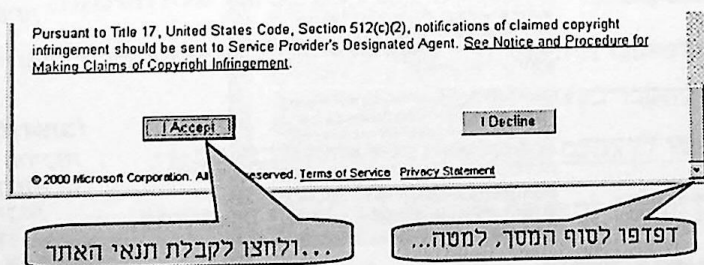 Pursuant to Title 17, United States Code, Section 512(c)(2), notifications of claimed copyright
infringement should be sent to Service Provider's Designated Agent. See Notice and Procedure for
Making Claims of Copyright Infringement.
I Accept
I Decline
© 2000 Microsoft Corporation. All eserved. Terms of Service Privacy Statement
דפדפו לסוף המסך, למטה...
...ולחצו לקבלת תנאי האתר